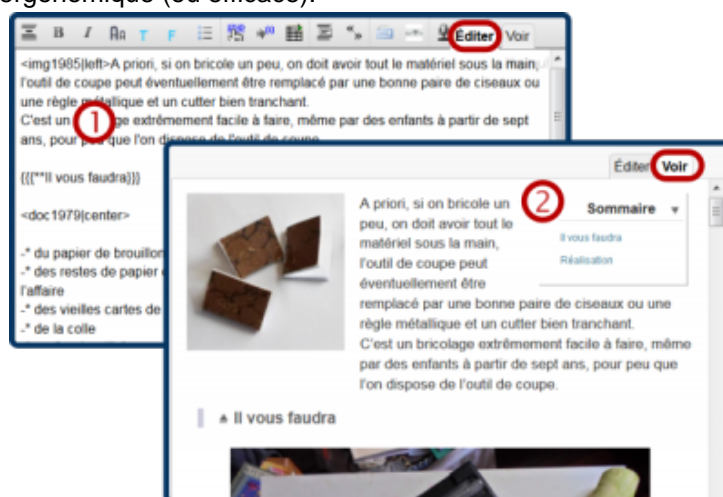 ergonomique (ou efficace).
B I Aa T F
Éditer Voir
<img1985|left>A priori, si on bricole un peu, on doit avoir tout le matériel sous la main,
l'outil de coupe peut éventuellement être remplacé par une bonne paire de ciseaux ou
une règle métallique et un cutter bien tranchant.
C'est un bricolage extrêmement facile à faire, même par des enfants à partir de sept
ans, pour peu que l'on dispose de l'outil de coupe
1
{{{**Il vous faudra}}}
<doc1979|center>
-* du papier de brouillon
-* des restes de papier
l'affaire
-* des vieilles cartes de
-* de la colle
Éditer Voir
A priori, si on bricole un
peu, on doit avoir tout le
matériel sous la main,
l'outil de coupe peut
éventuellement être
remplacé par une bonne paire de ciseaux ou une
règle métallique et un cutter bien tranchant.
C'est un bricolage extrêmement facile à faire, même
par des enfants à partir de sept ans, pour peu que
l'on dispose de l'outil de coupe.
2
Sommaire
Il vous faudra
Réalisation
Il vous faudra